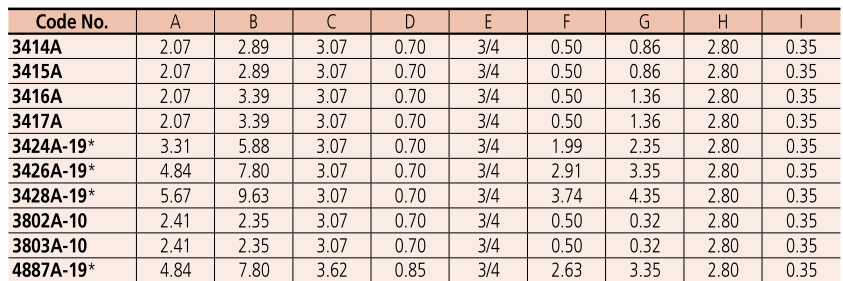 Code No. A B C D E F G H I
3414A 2.07 2.89 3.07 0.70 3/4 0.50 0.86 2.80 0.35
3415A 2.07 2.89 3.07 0.70 3/4 0.50 0.86 2.80 0.35
3416A 2.07 3.39 3.07 0.70 3/4 0.50 1.36 2.80 0.35
3417A 2.07 3.39 3.07 0.70 3/4 0.50 1.36 2.80 0.35
3424A-19* 3.31 5.88 3.07 0.70 3/4 1.99 2.35 2.80 0.35
3426A-19* 4.84 7.80 3.07 0.70 3/4 2.91 3.35 2.80 0.35
3428A-19* 5.67 9.63 3.07 0.70 3/4 3.74 4.35 2.80 0.35
3802A-10 2.41 2.35 3.07 0.70 3/4 0.50 0.32 2.80 0.35
3803A-10 2.41 2.35 3.07 0.70 3/4 0.50 0.32 2.80 0.35
4887A-19* 4.84 7.80 3.62 0.85 3/4 2.63 3.35 2.80 0.35